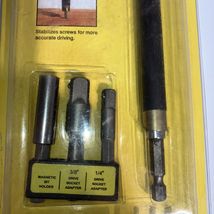 Stabilizes screws for more
accurate driving.
MAGNETIC
BIT
HOLDER
3/8"
DRIVE
SOCKET
ADAPTER
1/4"
DRIVE
SOCKET
ADAPTER